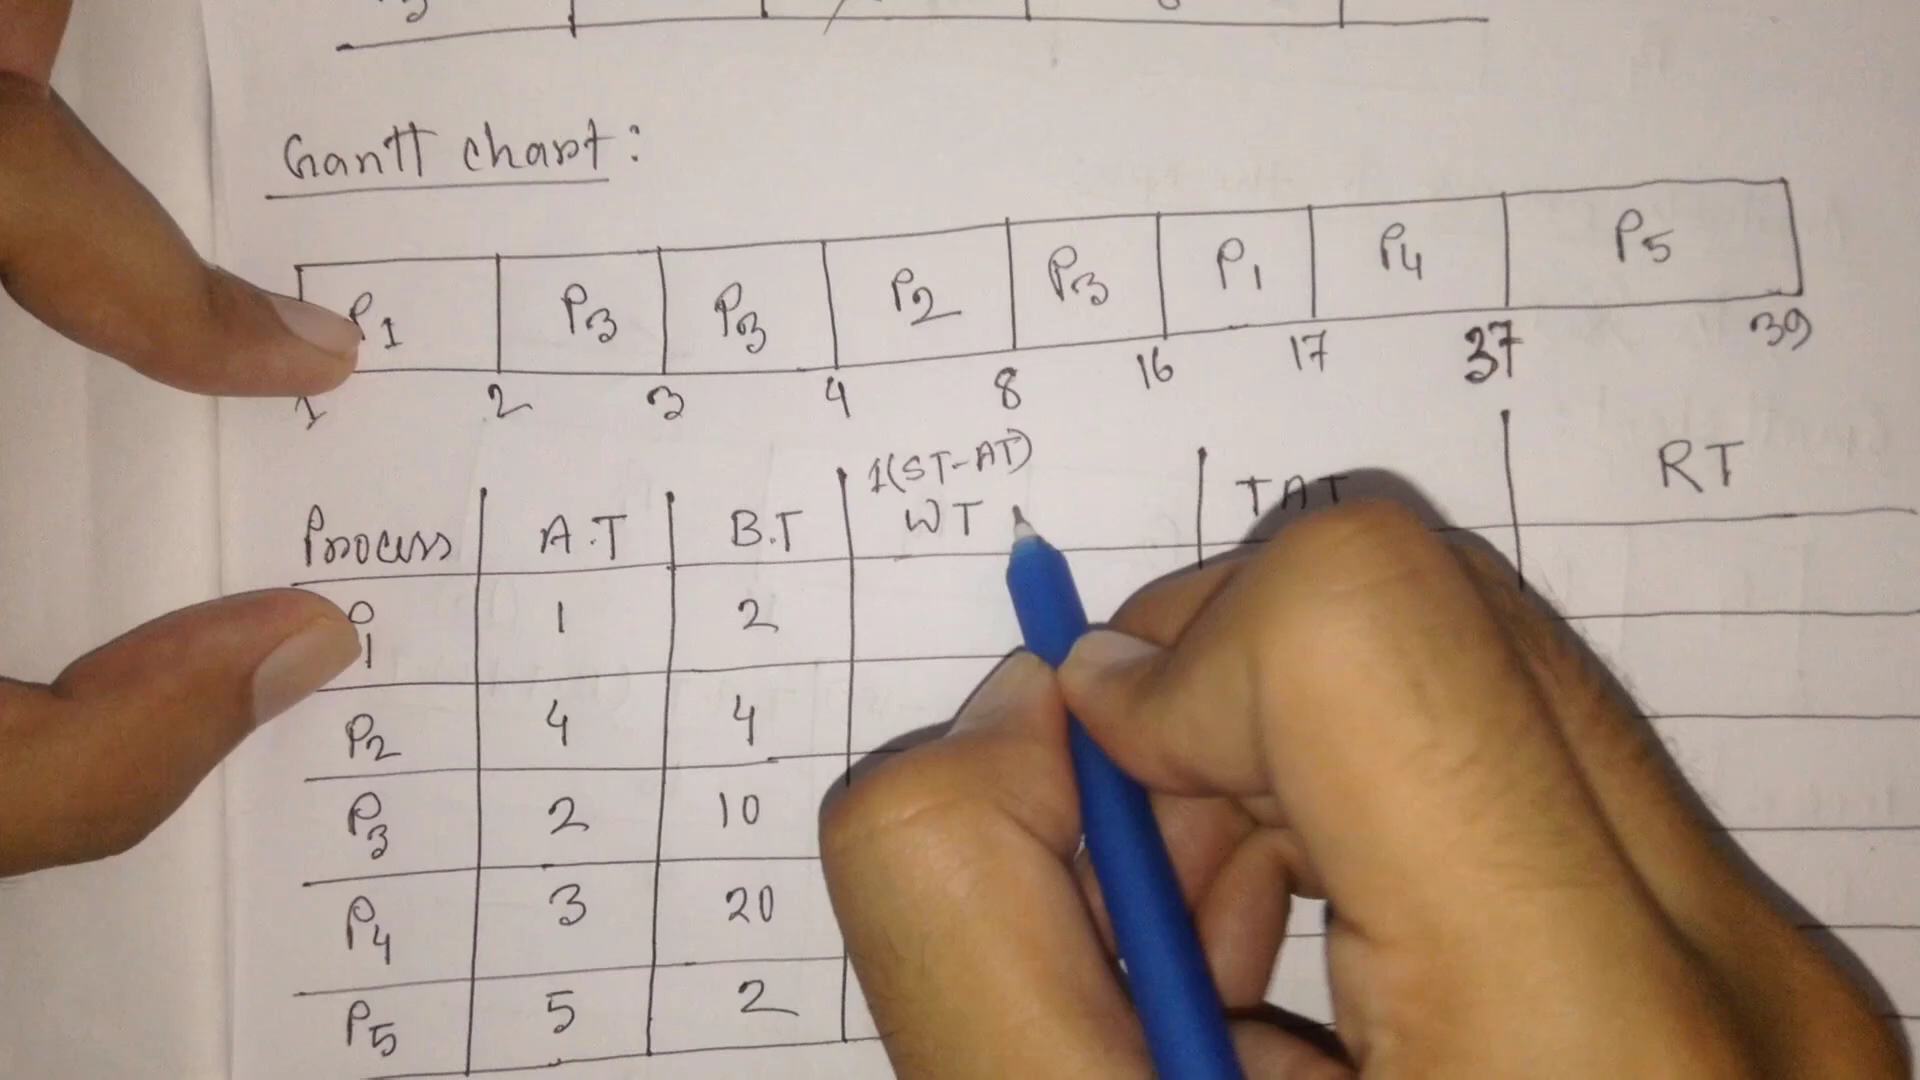 Gantt chart:
P1 P3 P3 P2 P3 P1 P4 P5
1 2 3 4 8 16 17 37 39
1(ST-AT)
Process A.T B.T WT TAT RT
P1 1 2
P2 4 4
P3 2 10
P4 3 20
P5 5 2